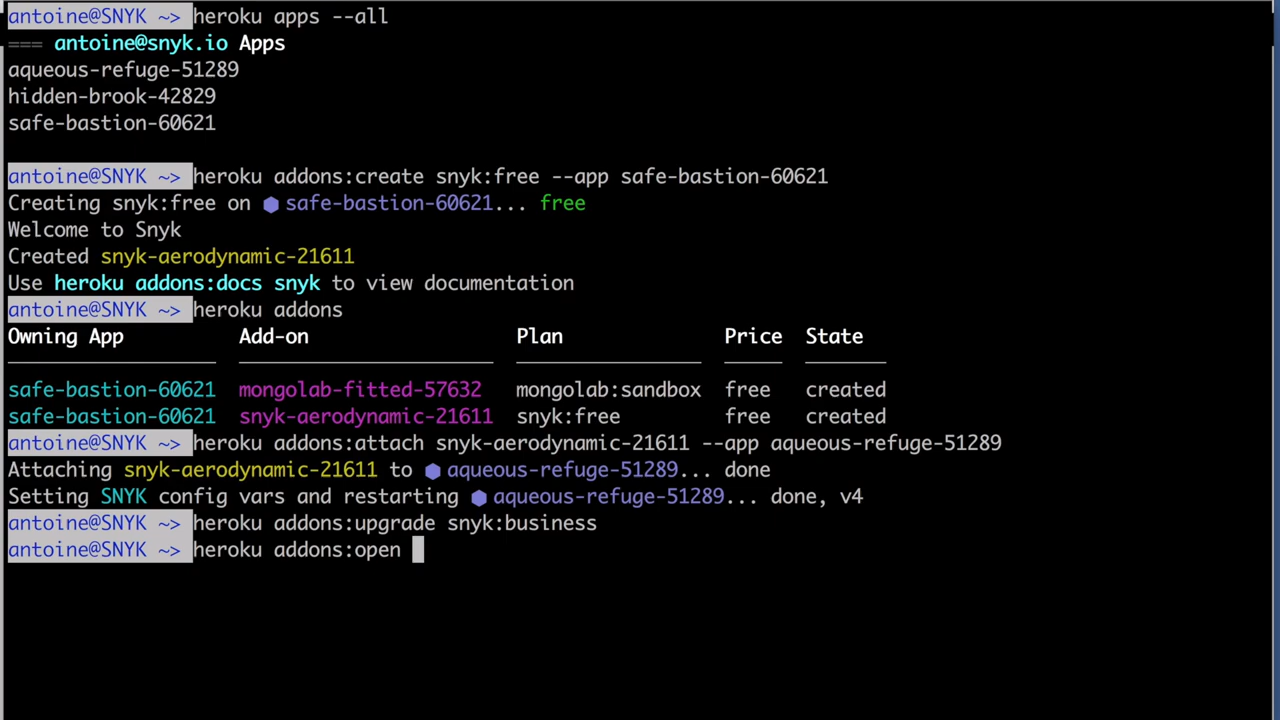 antoine@SNYK ~> heroku apps --all
=== antoine@snyk.io Apps
aqueous-refuge-51289
hidden-brook-42829
safe-bastion-60621
antoine@SNYK ~> heroku addons:create snyk:free --app safe-bastion-60621
Creating snyk:free on ⬢ safe-bastion-60621... free
Welcome to Snyk
Created snyk-aerodynamic-21611
Use heroku addons:docs snyk to view documentation
antoine@SNYK ~> heroku addons
Owning App Add-on Plan Price State
safe-bastion-60621 mongolab-fitted-57632 mongolab:sandbox free created
safe-bastion-60621 snyk-aerodynamic-21611 snyk:free free created
antoine@SNYK ~> heroku addons:attach snyk-aerodynamic-21611 --app aqueous-refuge-51289
Attaching snyk-aerodynamic-21611 to ⬢ aqueous-refuge-51289... done
Setting SNYK config vars and restarting ⬢ aqueous-refuge-51289... done, v4
antoine@SNYK ~> heroku addons:upgrade snyk:business
antoine@SNYK ~> heroku addons:open